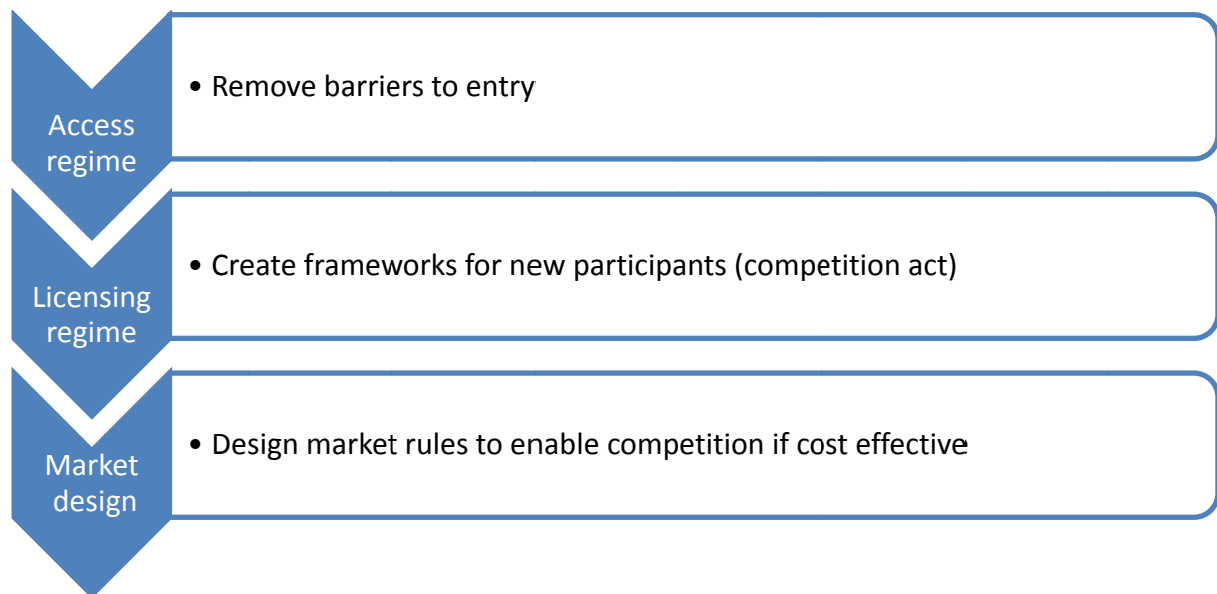 Access
regime
• Remove barriers to entry
Licensing
regime
• Create frameworks for new participants (competition act)
Market
design
• Design market rules to enable competition if cost effective